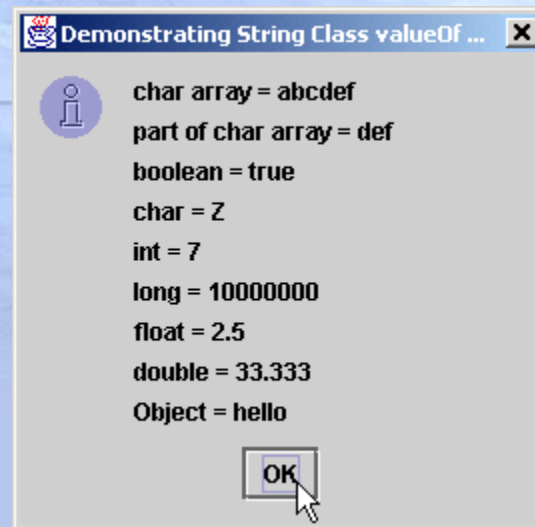 Demonstrating String Class valueOf ...
char array = abcdef
part of char array = def
boolean = true
char = Z
int = 7
long = 10000000
float = 2.5
double = 33.333
Object = hello
OK